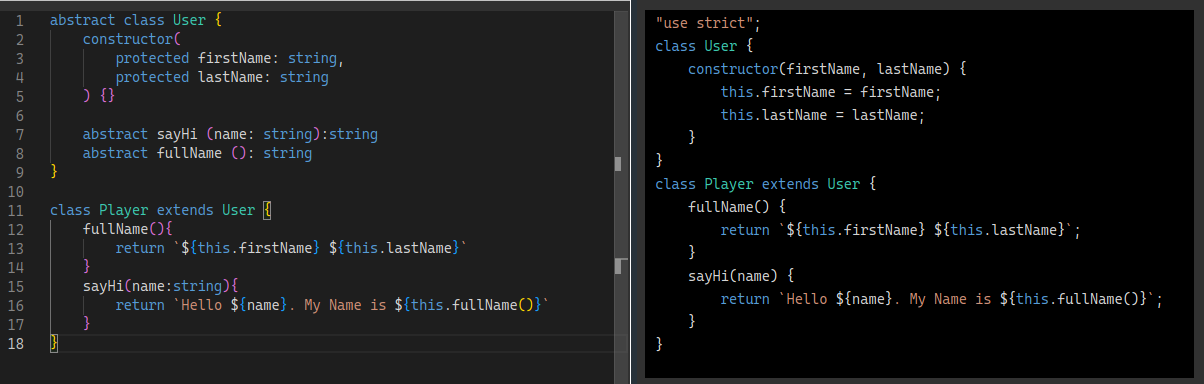 1 abstract class User {
2     constructor(
3         protected firstName: string,
4         protected lastName: string
5     ) {}
6
7     abstract sayHi (name: string):string
8     abstract fullName (): string
9 }
10
11 class Player extends User {
12     fullName(){
13         return `${this.firstName} ${this.lastName}`
14     }
15     sayHi(name:string){
16         return `Hello ${name}. My Name is ${this.fullName()}`
17     }
18 }
"use strict";
class User {
    constructor(firstName, lastName) {
        this.firstName = firstName;
        this.lastName = lastName;
    }
}
class Player extends User {
    fullName() {
        return `${this.firstName} ${this.lastName}`;
    }
    sayHi(name) {
        return `Hello ${name}. My Name is ${this.fullName()}`;
    }
}